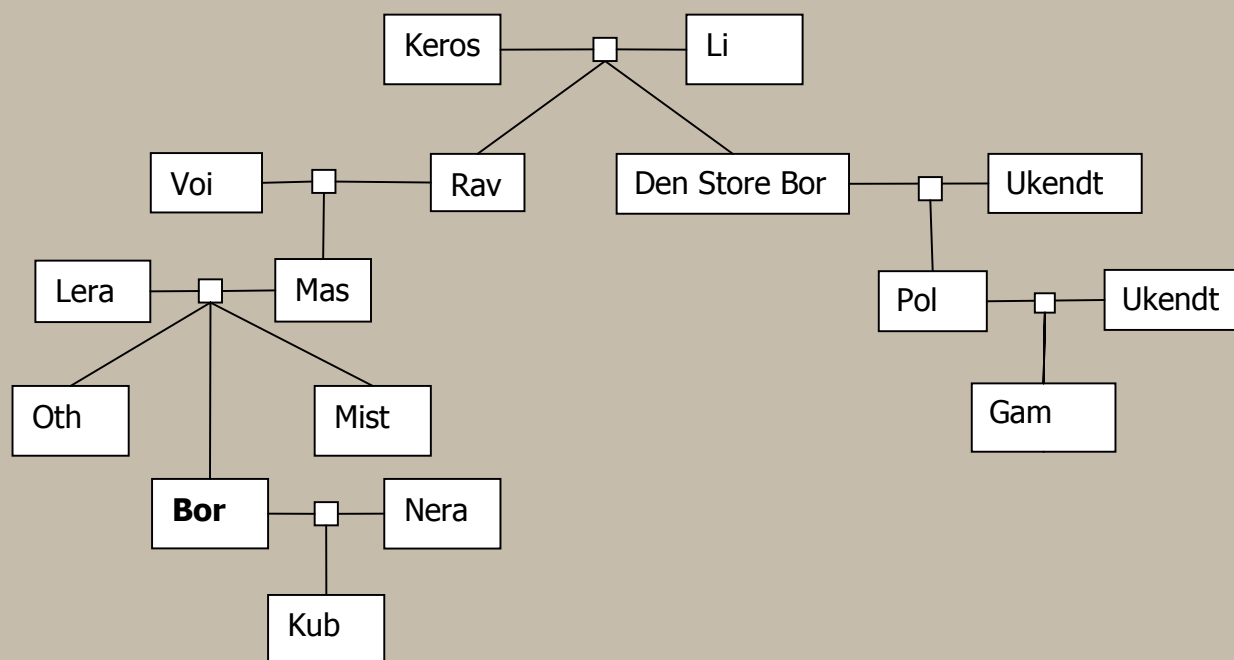 Keros
Li
Voi
Rav
Den Store Bor
Ukendt
Lera
Mas
Pol
Ukendt
Oth
Mist
Gam
Bor
Nera
Kub